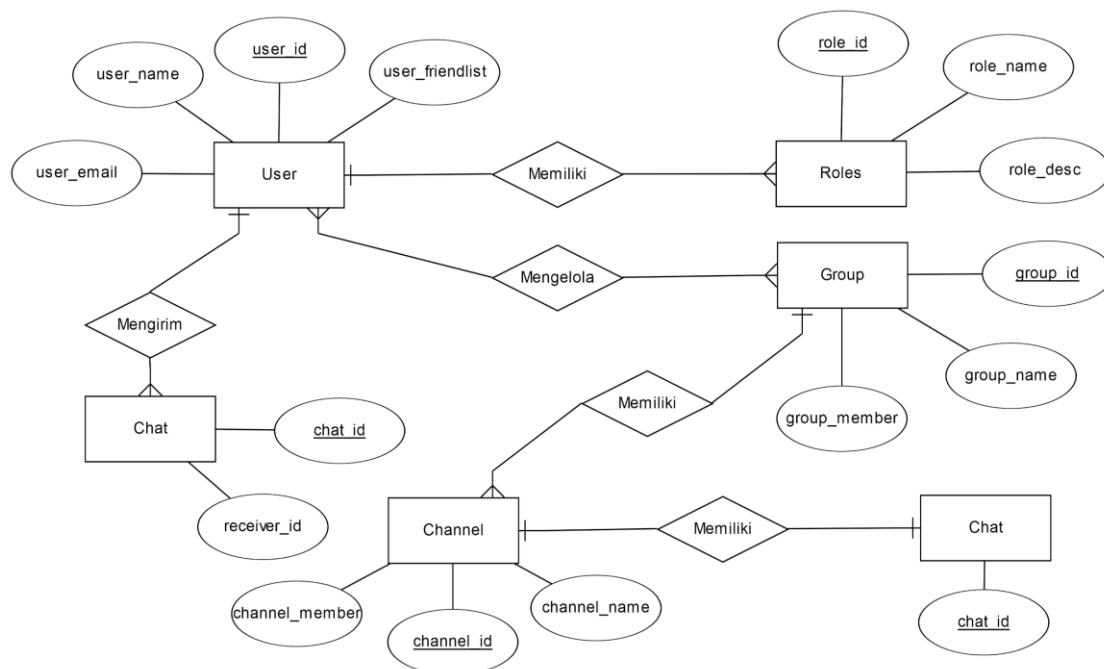 user_id
role_id
user_name
user_friendlist
role_name
user_email
User
Memiliki
Roles
role_desc
Mengelola
Group
group_id
Mengirim
group_name
Memiliki
group_member
Chat
chat_id
receiver_id
Channel
Memiliki
Chat
channel_member
channel_name
channel_id
chat_id